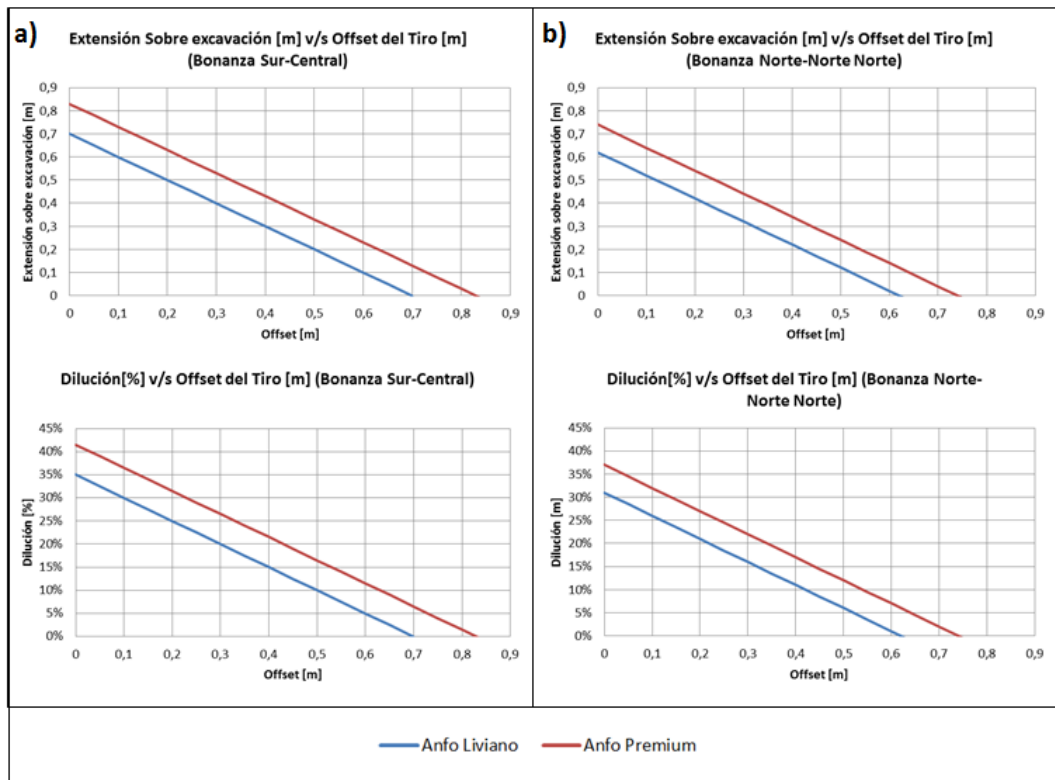 a)
Extensión Sobre excavación [m] v/s Offset del Tiro [m]
(Bonanza Sur-Central)
Extensión sobre excavación [m]
0,9
0,8
0,7
0,6
0,5
0,4
0,3
0,2
0,1
0
0 0,1 0,2 0,3 0,4 0,5 0,6 0,7 0,8 0,9
Offset [m]
Dilución[%] v/s Offset del Tiro [m] (Bonanza Sur-Central)
Dilución [%]
45%
40%
35%
30%
25%
20%
15%
10%
5%
0%
0 0,1 0,2 0,3 0,4 0,5 0,6 0,7 0,8 0,9
Offset [m]
b)
Extensión Sobre excavación [m] v/s Offset del Tiro [m]
(Bonanza Norte-Norte Norte)
Extensión sobre excavación [m]
0,9
0,8
0,7
0,6
0,5
0,4
0,3
0,2
0,1
0
0 0,1 0,2 0,3 0,4 0,5 0,6 0,7 0,8 0,9
Offset [m]
Dilución[%] v/s Offset del Tiro [m] (Bonanza Norte-
Norte Norte)
Dilución [m]
45%
40%
35%
30%
25%
20%
15%
10%
5%
0%
0 0,1 0,2 0,3 0,4 0,5 0,6 0,7 0,8 0,9
Offset [m]
Anfo Liviano Anfo Premium